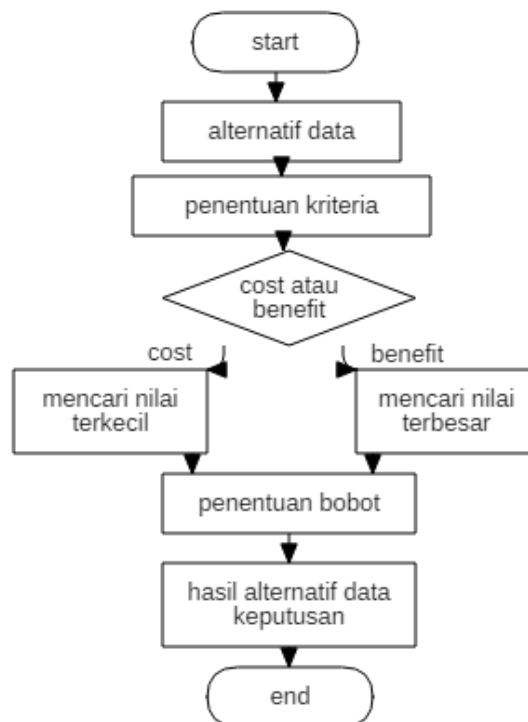 start
alternatif data
penentuan kriteria
cost atau
benefit
cost
benefit
mencari nilai
terkecil
mencari nilai
terbesar
penentuan bobot
hasil alternatif data
keputusan
end